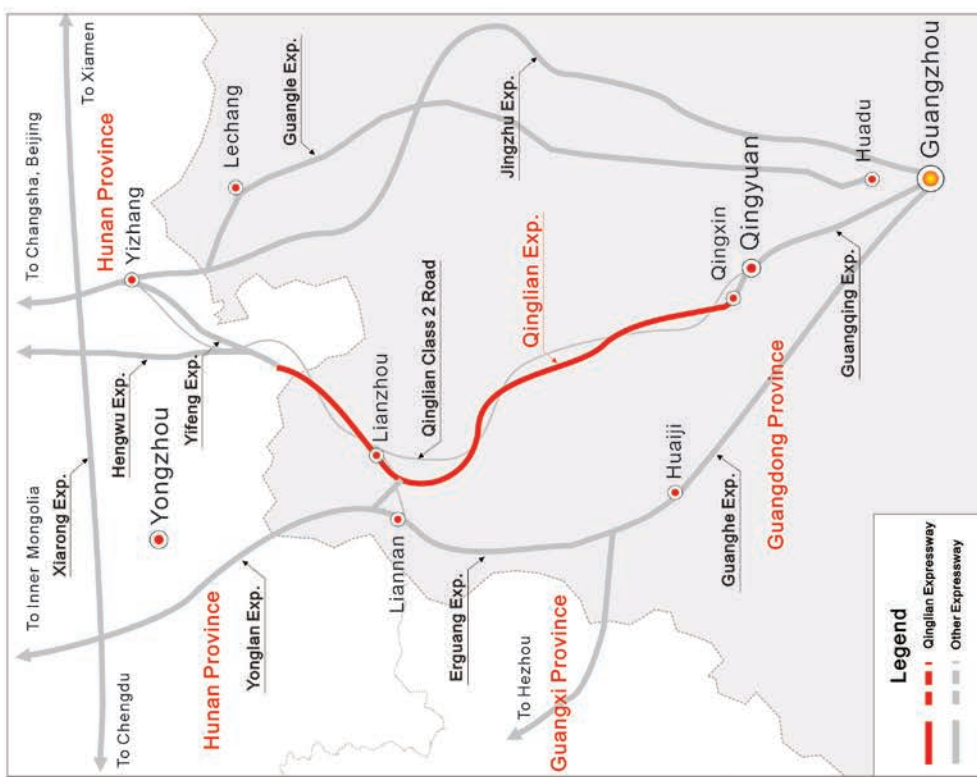 To Inner Mongolia
To Changsha, Beijing
To Chengdu
Xiarong Exp.
To Xiamen
Hunan Province
Yizhang
Hengwu Exp.
Yifeng Exp.
Yongzhou
Lechang
Guangle Exp.
Hunan Province
Yonglan Exp.
Lianzhou
Qinglian Class 2 Road
Liannan
Qinglian Exp.
Jingzhu Exp.
Erguang Exp.
To Hezhou
Guangxi Province
Huaiji
Qingxin
Qingyuan
Guanghe Exp.
Guangdong Province
Guangqing Exp.
Huadu
Guangzhou
Legend
Qinglian Expressway
Other Expressway